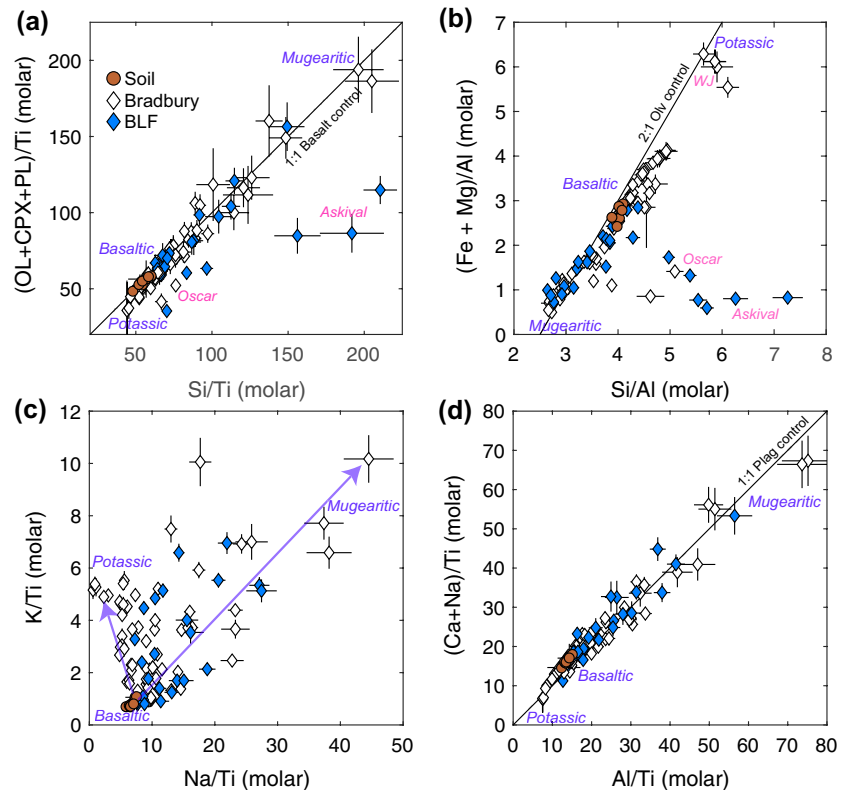 (a)
(OL+CPX+PL)/Ti (molar)
200
150
100
50
50
100
150
200
Si/Ti (molar)
Soil
Bradbury
BLF
Mugearitic
1:1 Basalt control
Basaltic
Askival
Oscar
Potassic
(b)
(Fe + Mg)/Al (molar)
7
6
5
4
3
2
1
0
2
3
4
5
6
7
8
Si/Al (molar)
Potassic
WJ
2:1 Olv control
Basaltic
Oscar
Askival
Mugearitic
(c)
K/Ti (molar)
12
10
8
6
4
2
0
0
10
20
30
40
50
Na/Ti (molar)
Mugearitic
Potassic
Basaltic
(d)
(Ca+Na)/Ti (molar)
80
70
60
50
40
30
20
10
0
0
10
20
30
40
50
60
70
80
Al/Ti (molar)
1:1 Plag control
Mugearitic
Basaltic
Potassic